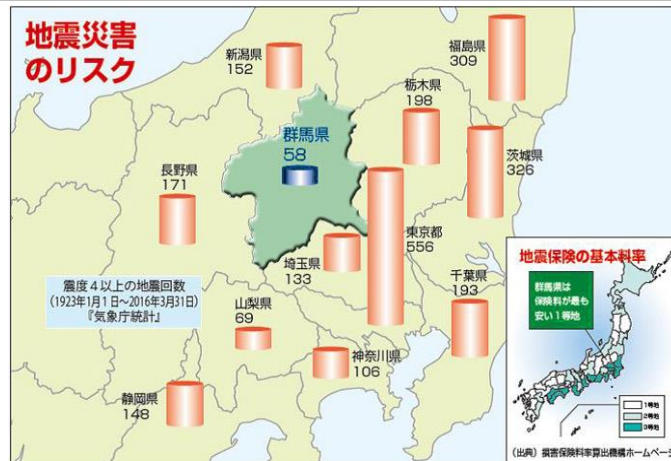 地震災害
のリスク
新潟県
152
福島県
309
栃木県
198
群馬県
58
茨城県
326
長野県
171
東京都
556
埼玉県
133
千葉県
193
震度４以上の地震回数
（1923年1月1日～2016年3月31日）
『気象庁統計』
山梨県
69
神奈川県
106
静岡県
148
地震保険の基本料率
群馬県は
保険料が最も
安い１等地
1等地
2等地
3等地
（出典）損害保険料率算出機構ホームペー